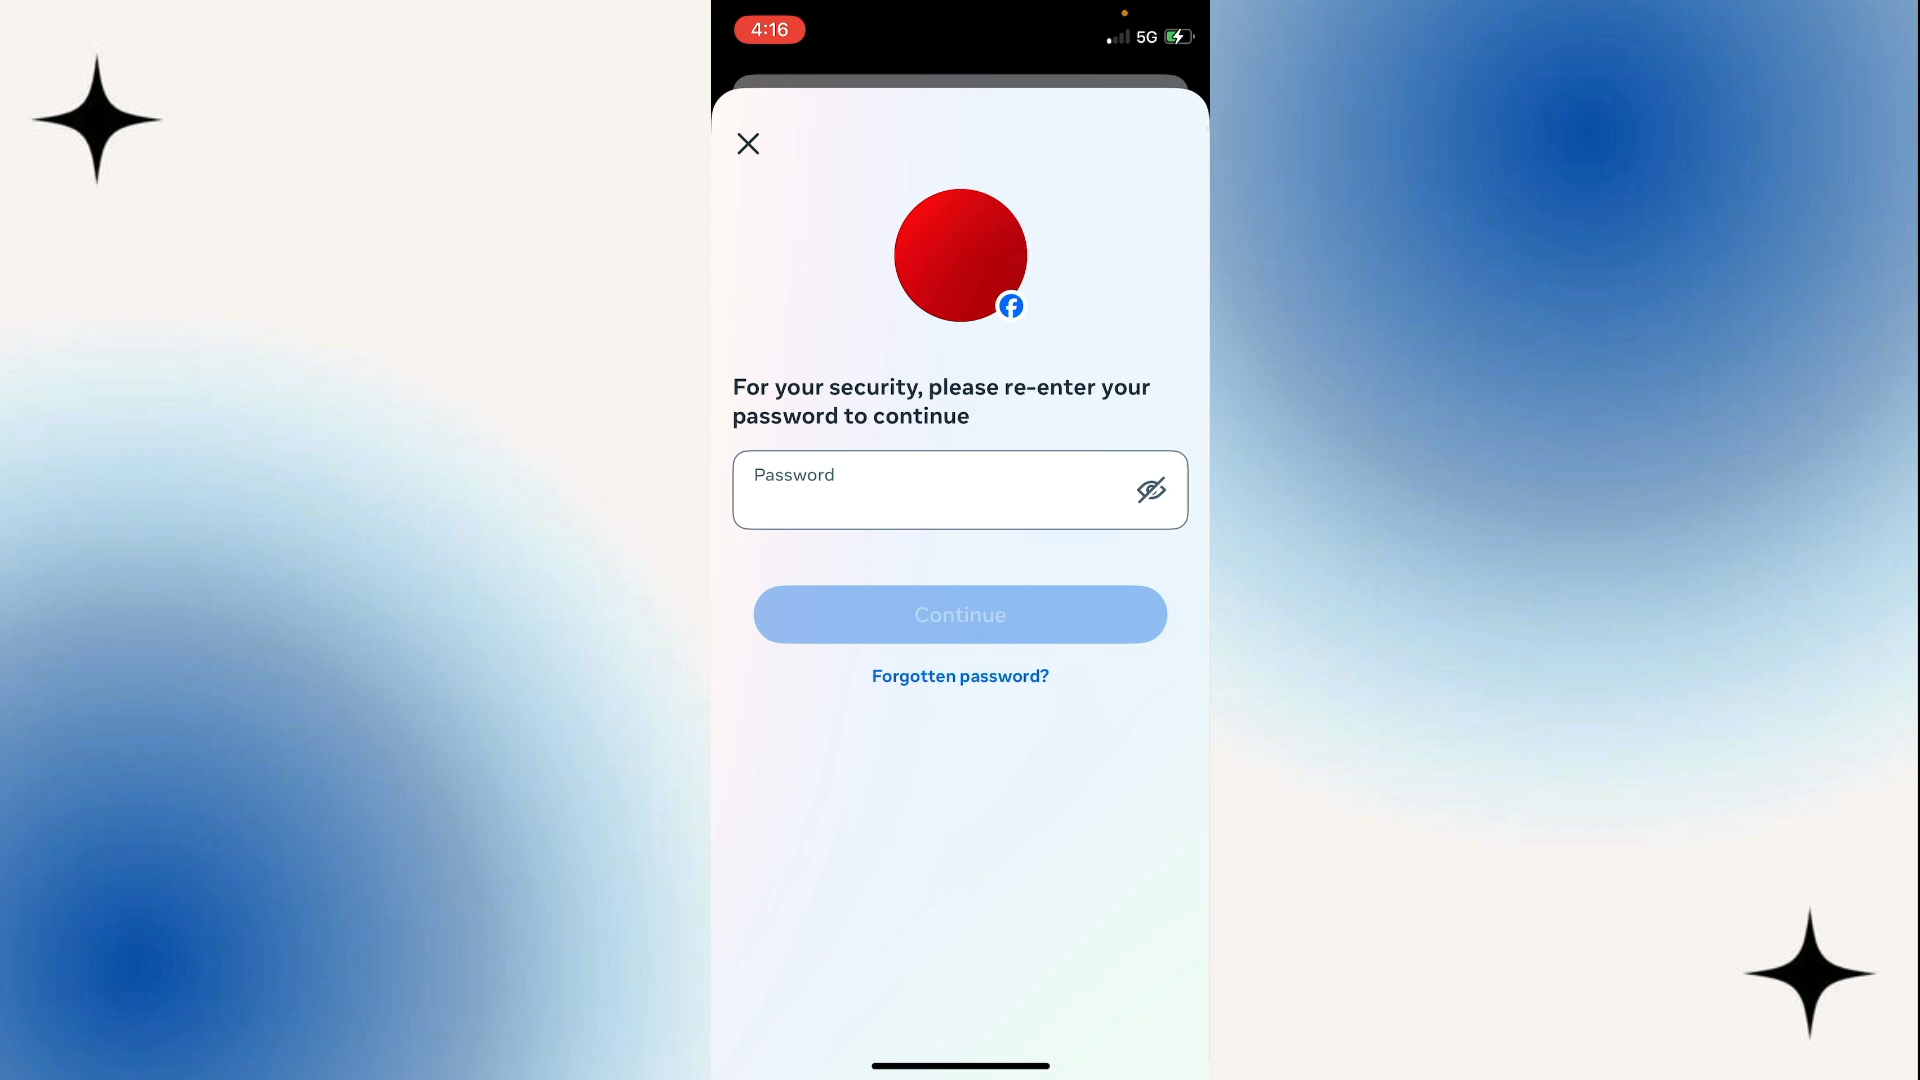 4:16
5G
For your security, please re-enter your
password to continue
Password
Continue
Forgotten password?